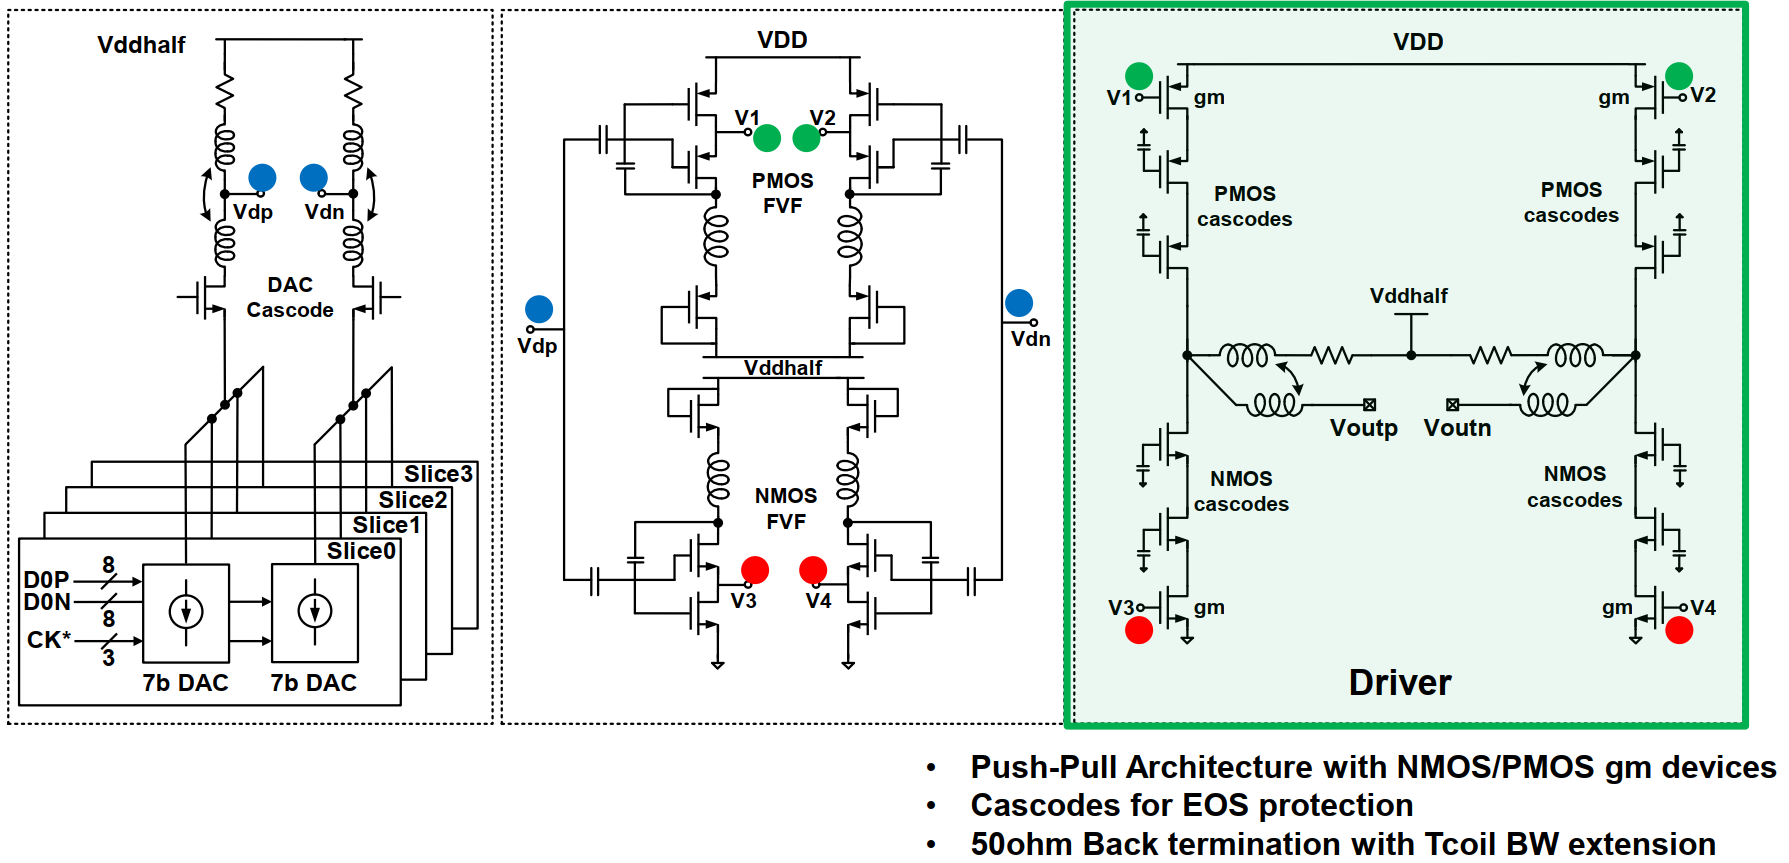 Vddhalf
Vdp
Vdn
DAC
Cascode
Slice3
Slice2
Slice1
Slice0
D0P
8
D0N
8
CK*
3
7b DAC
7b DAC
VDD
V1
V2
PMOS
FVF
Vdp
Vdn
Vddhalf
NMOS
FVF
V3
V4
VDD
V1
gm
gm
V2
PMOS
cascodes
PMOS
cascodes
Vddhalf
Voutp
Voutn
NMOS
cascodes
NMOS
cascodes
V3
gm
gm
V4
Driver
• Push-Pull Architecture with NMOS/PMOS gm devices
• Cascodes for EOS protection
• 50ohm Back termination with Tcoil BW extension